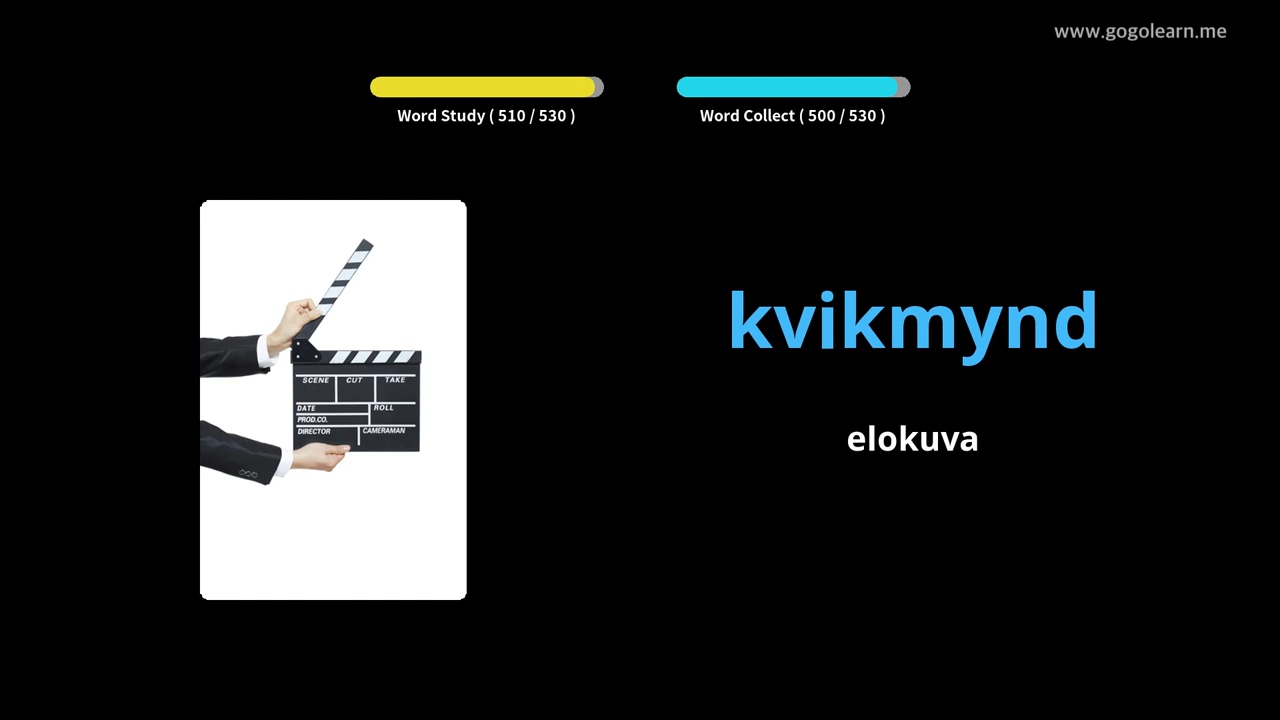 www.gogolearn.me
Word Study ( 510 / 530 )
Word Collect ( 500 / 530 )
SCENE CUT TAKE
DATE ROLL
PROD.CO.
DIRECTOR CAMERAMAN
kvikmynd
elokuva